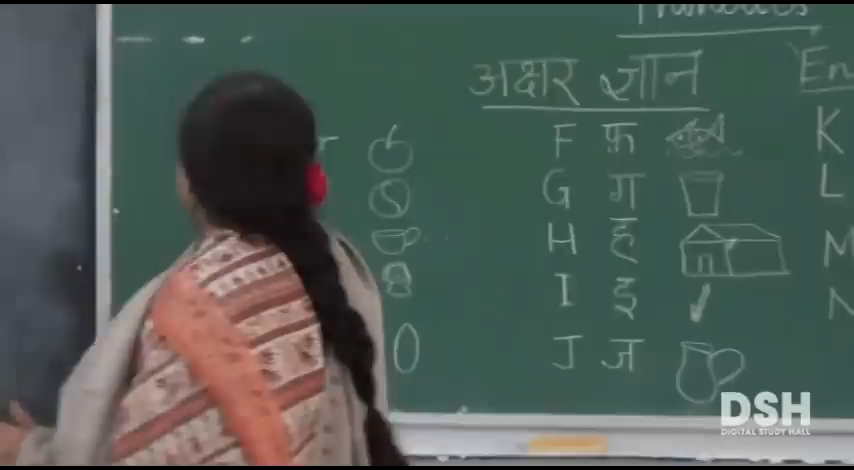 अक्षर ज्ञान
F फ़
G ग
H ह
I इ
J ज
K
L
M
N
DSH
DIGITAL STUDY HALL